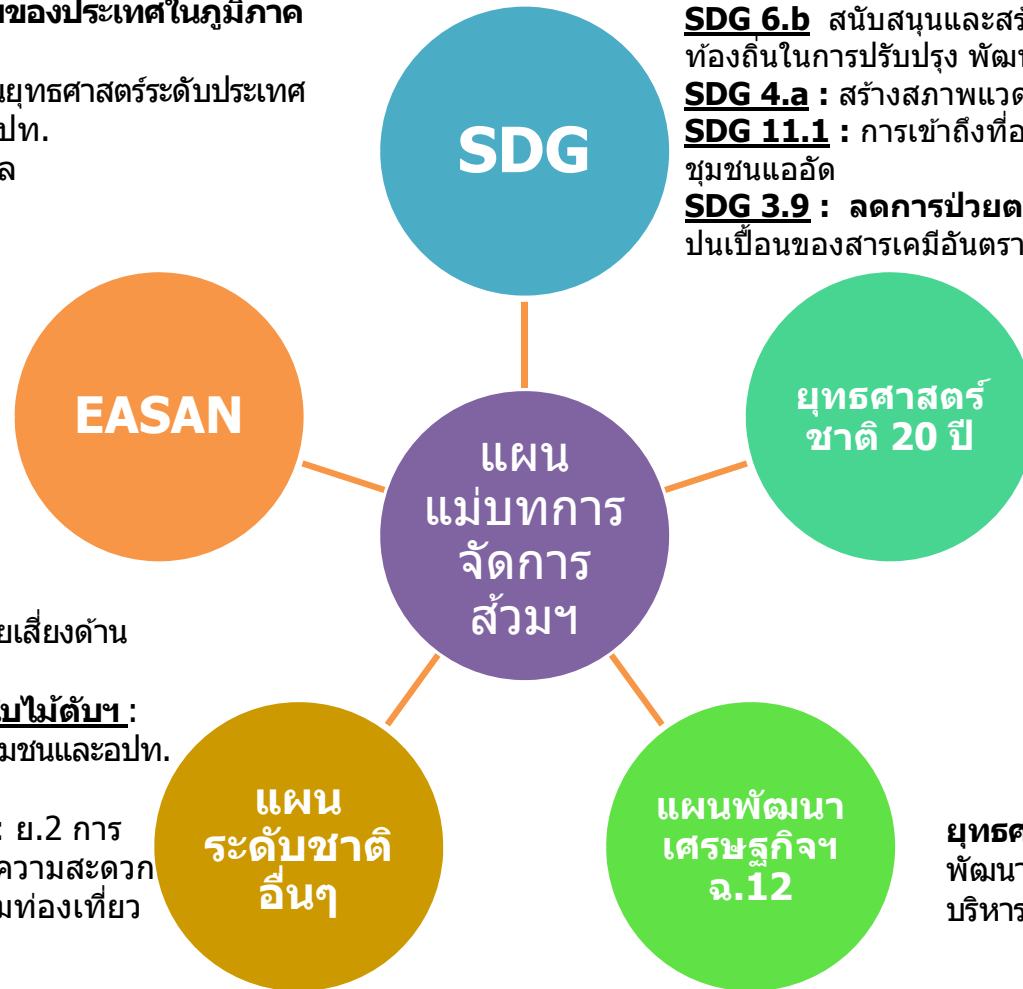 ของประเทศในภูมิภาค
ยุทธศาสตร์ระดับประเทศ
ปท.
ล
SDG
SDG 6.b สนับสนุนและสร้
ท้องถิ่นในการปรับปรุง พัฒ
SDG 4.a : สร้างสภาพแวด
SDG 11.1 : การเข้าถึงที่อ
ชุมชนแออัด
SDG 3.9 : ลดการป่วยต
ปนเปื้อนของสารเคมีอันตรา
EASAN
ยุทธศาสตร์
ชาติ 20 ปี
แผน
แม่บทการ
จัดการ
ส้วมฯ
ยเสี่ยงด้าน
บไม้ตับฯ :
มชนและอปท.
: ย.2 การ
ความสะดวก
มท่องเที่ยว
แผน
ระดับชาติ
อื่นๆ
แผนพัฒนา
เศรษฐกิจฯ
ฉ.12
ยุทธศ
พัฒนา
บริหาร